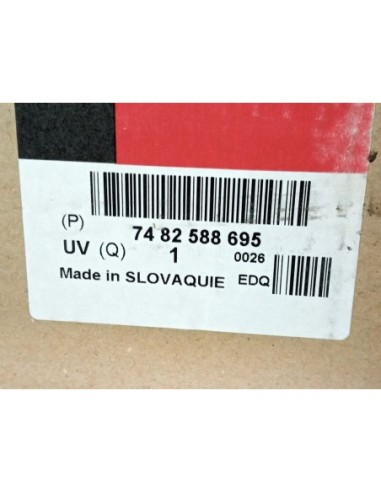 (P) 74 82 588 695
UV (Q) 1 0026
Made in SLOVAQUIE EDQ